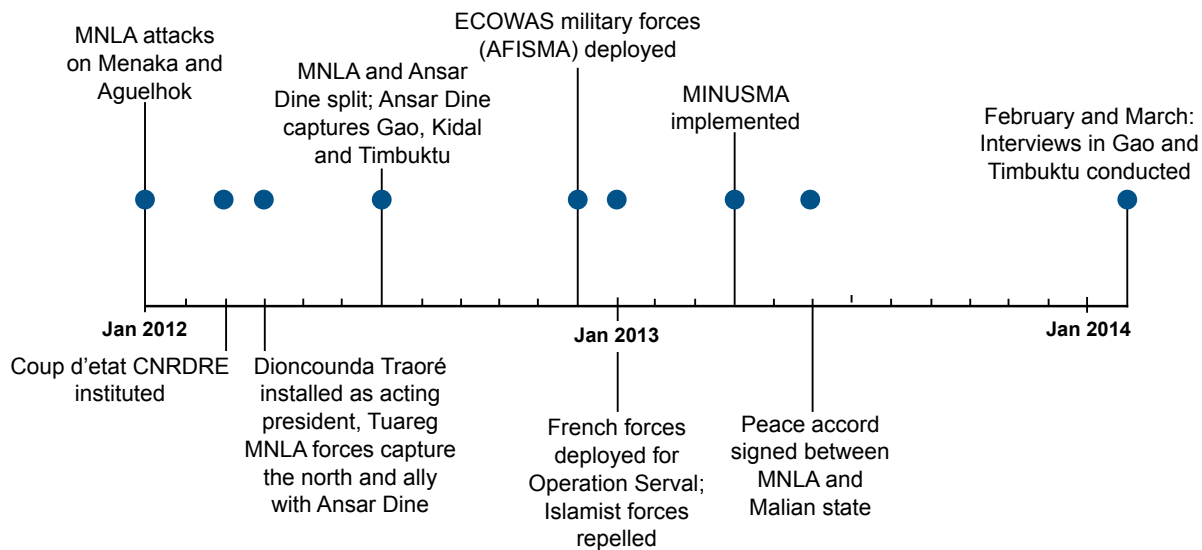 MNLA attacks
on Menaka and
Aguelhok
MNLA and Ansar
Dine split; Ansar Dine
captures Gao, Kidal
and Timbuktu
ECOWAS military forces
(AFISMA) deployed
MINUSMA
implemented
February and March:
Interviews in Gao and
Timbuktu conducted
Jan 2012
Jan 2013
Jan 2014
Coup d’etat CNRDRE
instituted
Dioncounda Traoré
installed as acting
president, Tuareg
MNLA forces capture
the north and ally
with Ansar Dine
French forces
deployed for
Operation Serval;
Islamist forces
repelled
Peace accord
signed between
MNLA and
Malian state